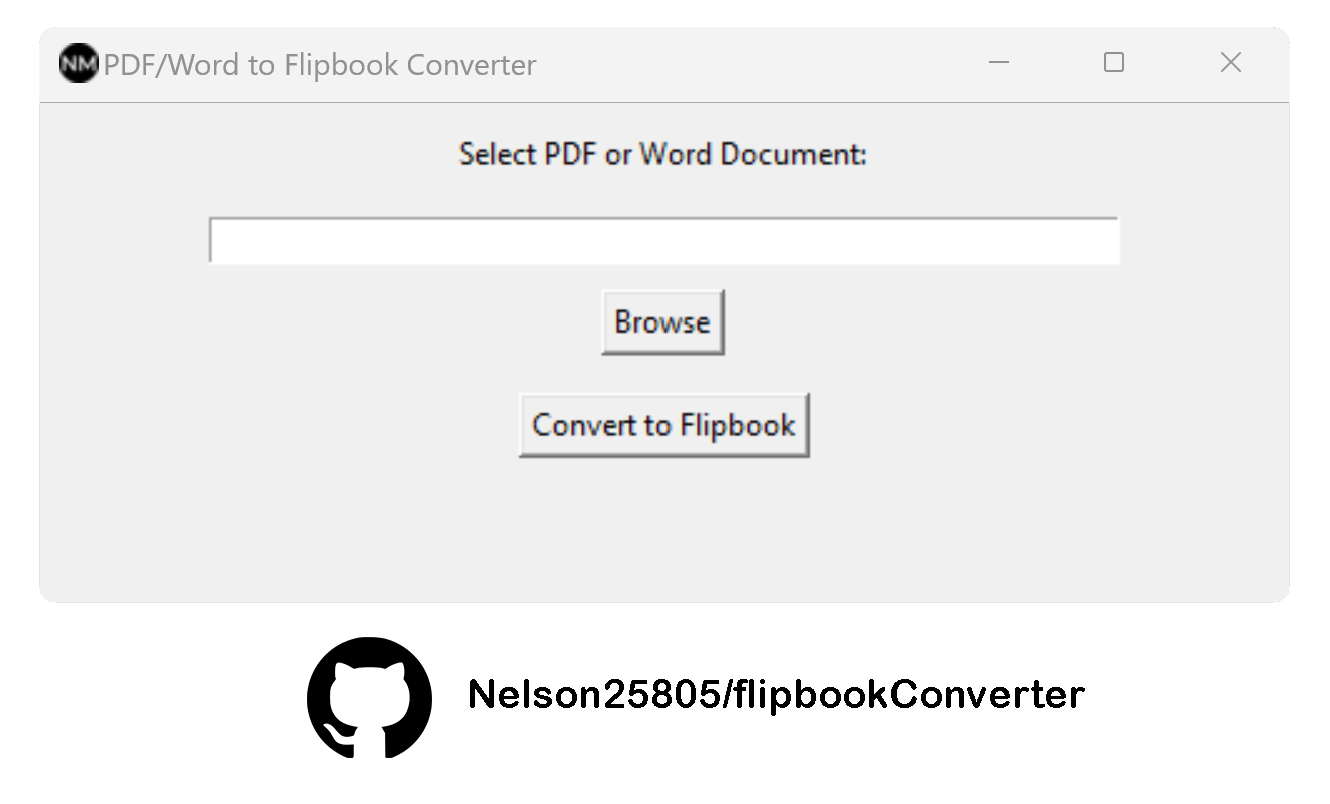 NM PDF/Word to Flipbook Converter
Select PDF or Word Document:
Browse
Convert to Flipbook
Nelson25805/flipbookConverter